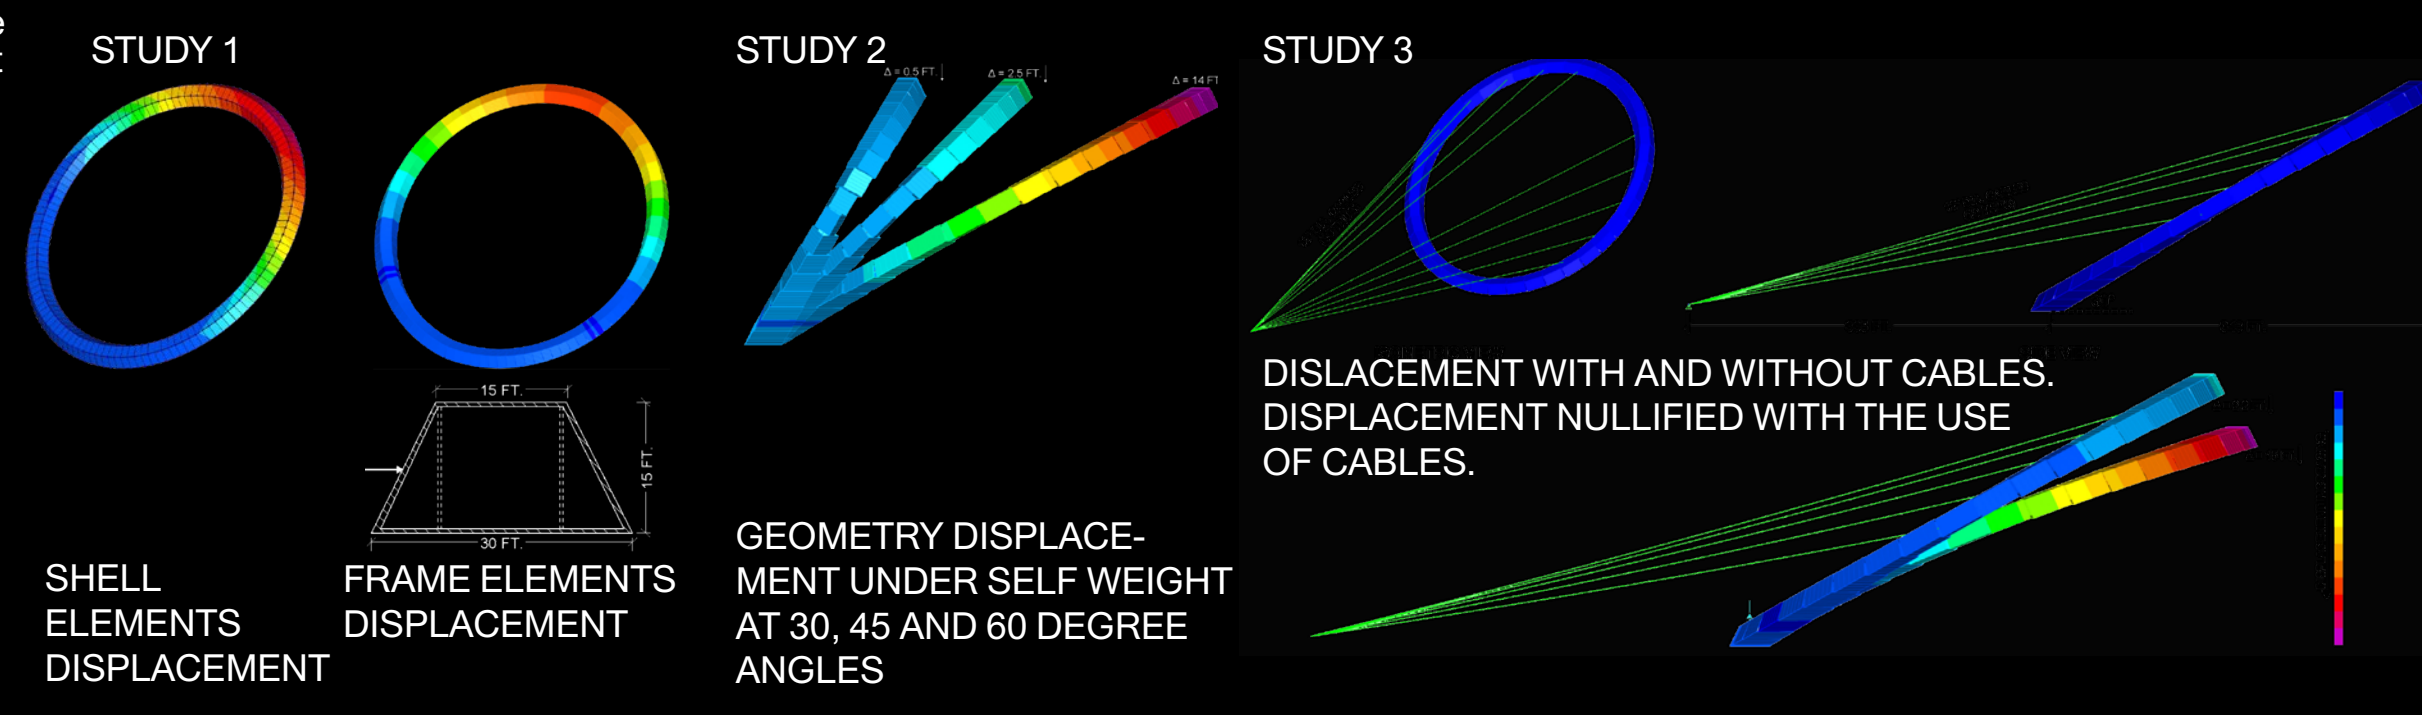 STUDY 1
15 FT.
15 FT.
30 FT.
SHELL
ELEMENTS
DISPLACEMENT
FRAME ELEMENTS
DISPLACEMENT
STUDY 2
Δ = 0.5 FT.
Δ = 2.5 FT.
Δ = 14 FT
GEOMETRY DISPLACE-
MENT UNDER SELF WEIGHT
AT 30, 45 AND 60 DEGREE
ANGLES
STUDY 3
DISLACEMENT WITH AND WITHOUT CABLES.
DISPLACEMENT NULLIFIED WITH THE USE
OF CABLES.